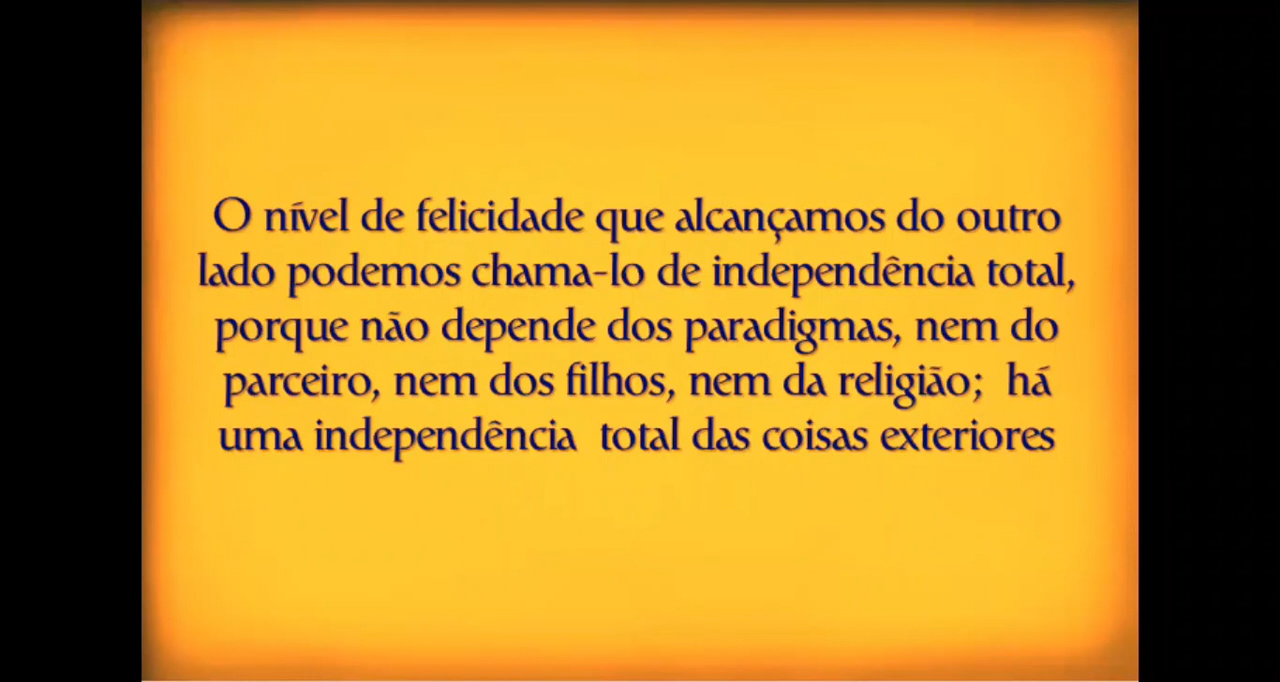 O nível de felicidade que alcançamos do outro
lado podemos chama-lo de independência total,
porque não depende dos paradigmas, nem do
parceiro, nem dos filhos, nem da religião;  há
uma independência  total das coisas exteriores